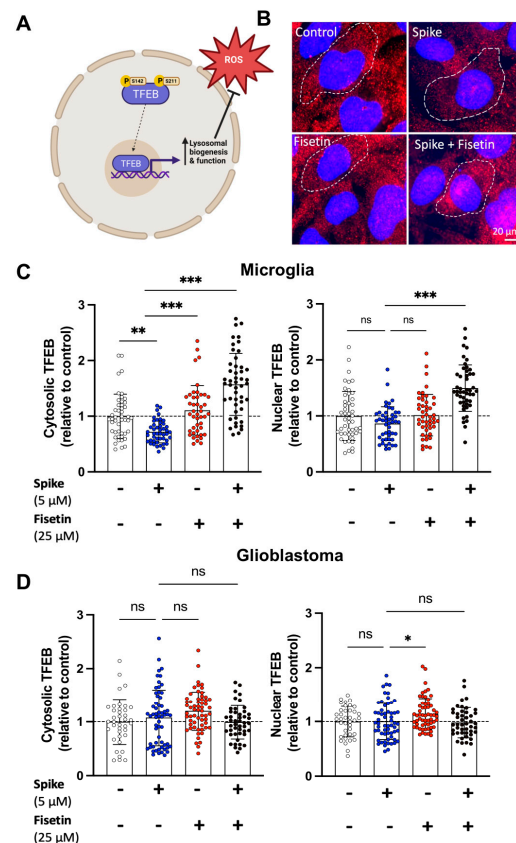 A
ROS
P S142 P S211
TFEB
Lysosomal
biogenesis
& function
TFEB
B
Control
Spike
Fisetin
Spike + Fisetin
20 µm
C
Microglia
Cytosolic TFEB
(relative to control)
3
2
1
0
**
***
***
Nuclear TFEB
(relative to control)
3
2
1
0
ns
ns
***
Spike
(5 µM)
- + - +
- + - +
Fisetin
(25 µM)
- - + +
- - + +
Glioblastoma
D
Cytosolic TFEB
(relative to control)
3
2
1
0
ns
ns
ns
Nuclear TFEB
(relative to control)
3
2
1
0
ns
*
ns
Spike
(5 µM)
- + - +
- + - +
Fisetin
(25 µM)
- - + +
- - + +